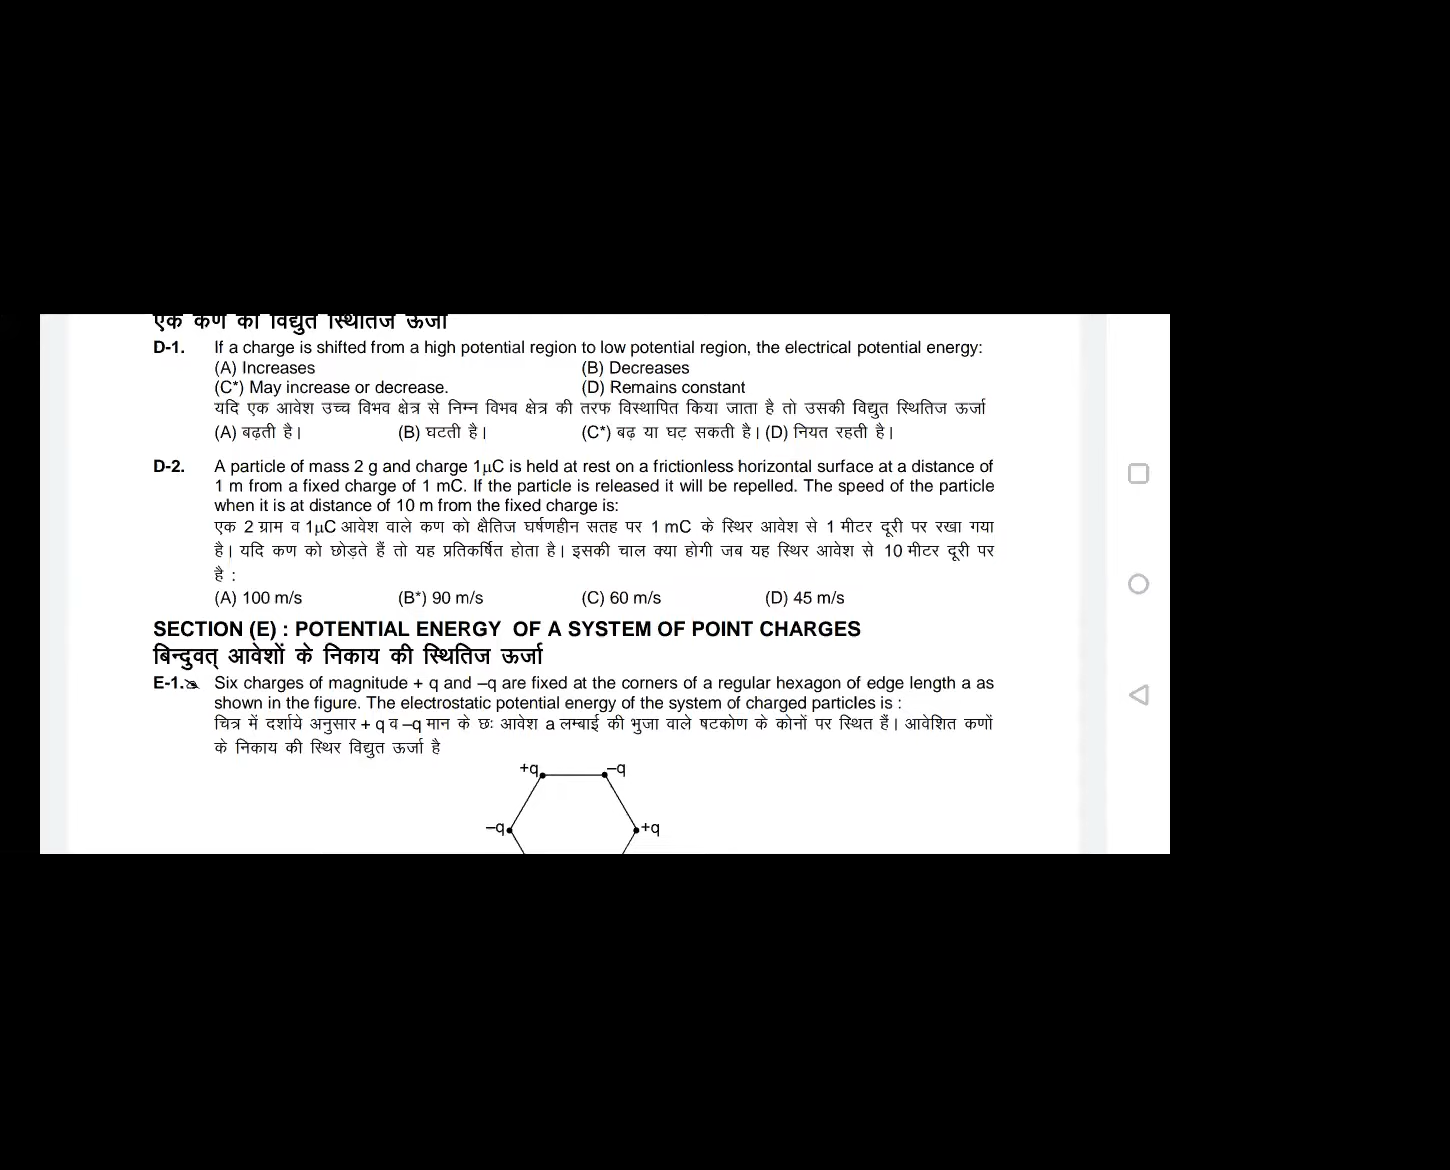 एक कण की विद्युत स्थितिज ऊर्जा
D-1. If a charge is shifted from a high potential region to low potential region, the electrical potential energy:
(A) Increases (B) Decreases
(C*) May increase or decrease. (D) Remains constant
यदि एक आवेश उच्च विभव क्षेत्र से निम्न विभव क्षेत्र की तरफ विस्थापित किया जाता है तो उसकी विद्युत स्थितिज ऊर्जा
(A) बढ़ती है। (B) घटती है। (C*) बढ़ या घट सकती है। (D) नियत रहती है।
D-2. A particle of mass 2 g and charge 1μC is held at rest on a frictionless horizontal surface at a distance of
1 m from a fixed charge of 1 mC. If the particle is released it will be repelled. The speed of the particle
when it is at distance of 10 m from the fixed charge is:
एक 2 ग्राम व 1μC आवेश वाले कण को क्षैतिज घर्षणहीन सतह पर 1 mC के स्थिर आवेश से 1 मीटर दूरी पर रखा गया
है। यदि कण को छोड़ते हैं तो यह प्रतिकर्षित होता है। इसकी चाल क्या होगी जब यह स्थिर आवेश से 10 मीटर दूरी पर
है :
(A) 100 m/s (B*) 90 m/s (C) 60 m/s (D) 45 m/s
SECTION (E) : POTENTIAL ENERGY OF A SYSTEM OF POINT CHARGES
बिन्दुवत् आवेशों के निकाय की स्थितिज ऊर्जा
E-1. Six charges of magnitude + q and –q are fixed at the corners of a regular hexagon of edge length a as
shown in the figure. The electrostatic potential energy of the system of charged particles is :
चित्र में दर्शाये अनुसार + q व –q मान के छः आवेश a लम्बाई की भुजा वाले षटकोण के कोनों पर स्थित हैं। आवेशित कणों
के निकाय की स्थिर विद्युत ऊर्जा है
+q –q
–q +q